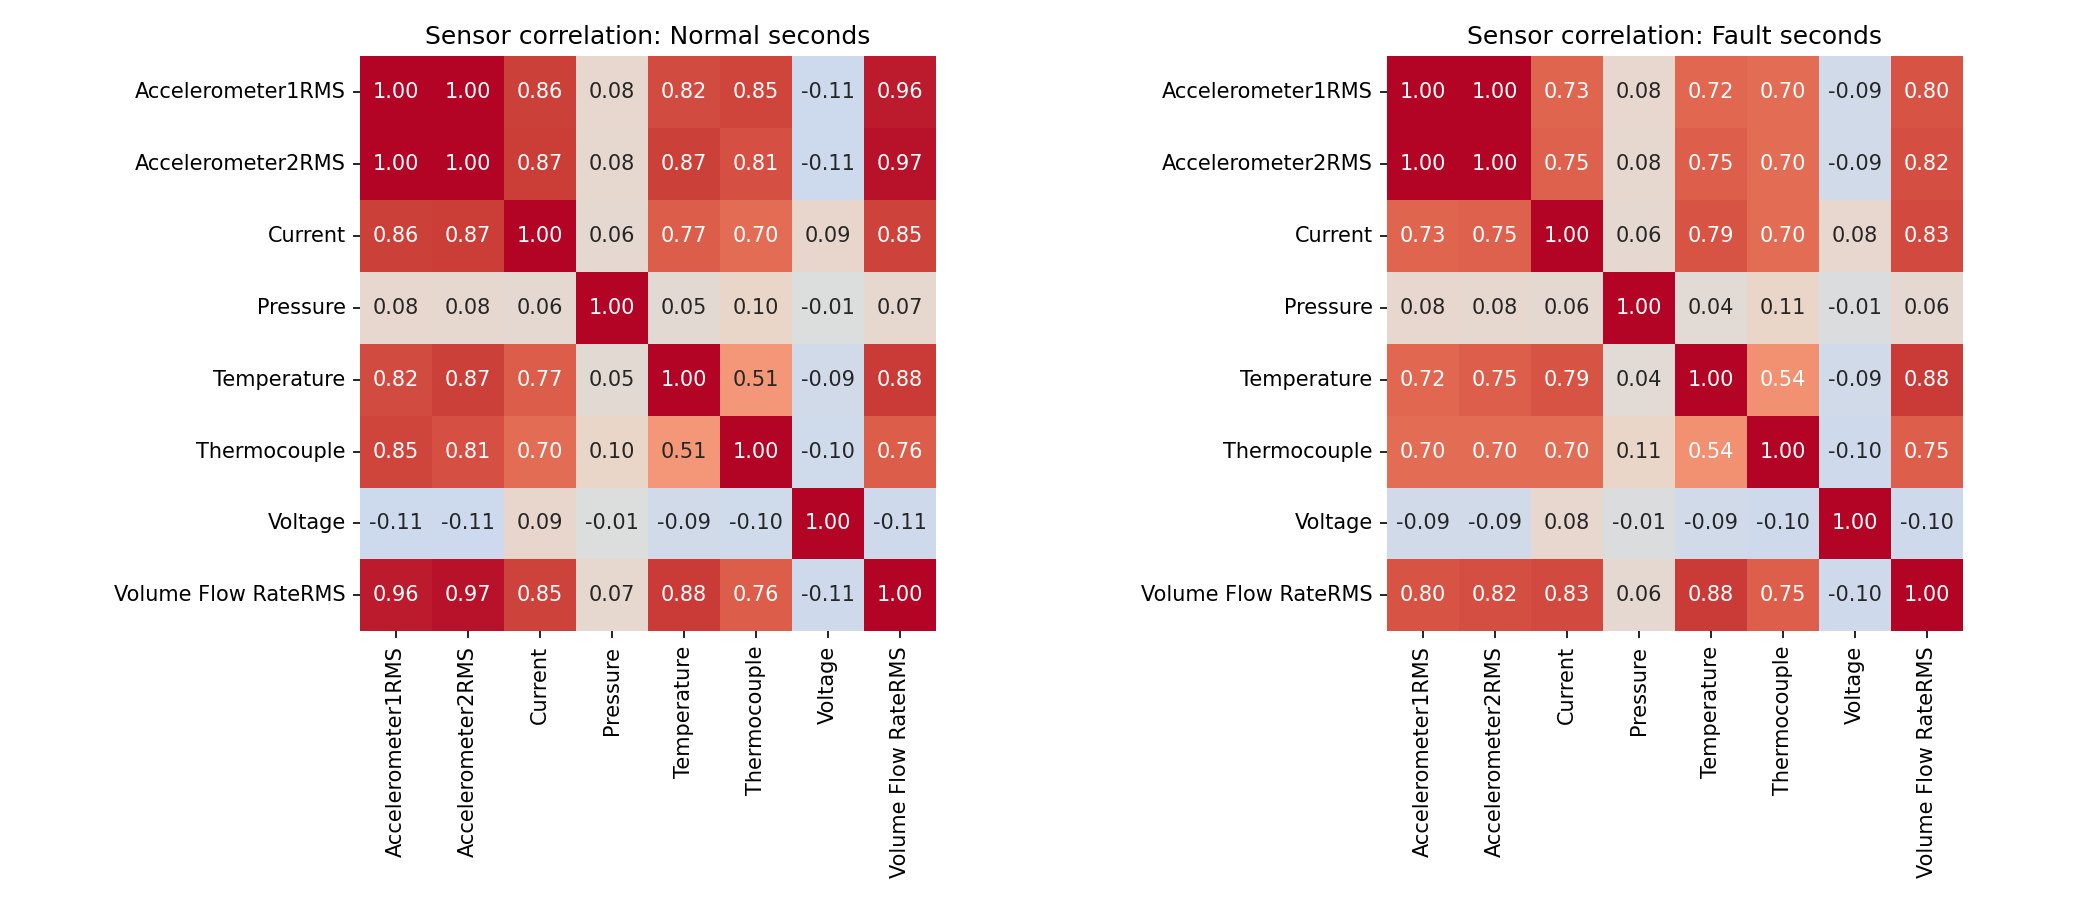 Sensor correlation: Normal seconds
Accelerometer1RMS 1.00 1.00 0.86 0.08 0.82 0.85 -0.11 0.96
Accelerometer2RMS 1.00 1.00 0.87 0.08 0.87 0.81 -0.11 0.97
Current 0.86 0.87 1.00 0.06 0.77 0.70 0.09 0.85
Pressure 0.08 0.08 0.06 1.00 0.05 0.10 -0.01 0.07
Temperature 0.82 0.87 0.77 0.05 1.00 0.51 -0.09 0.88
Thermocouple 0.85 0.81 0.70 0.10 0.51 1.00 -0.10 0.76
Voltage -0.11 -0.11 0.09 -0.01 -0.09 -0.10 1.00 -0.11
Volume Flow RateRMS 0.96 0.97 0.85 0.07 0.88 0.76 -0.11 1.00
Accelerometer1RMS
Accelerometer2RMS
Current
Pressure
Temperature
Thermocouple
Voltage
Volume Flow RateRMS
Sensor correlation: Fault seconds
Accelerometer1RMS 1.00 1.00 0.73 0.08 0.72 0.70 -0.09 0.80
Accelerometer2RMS 1.00 1.00 0.75 0.08 0.75 0.70 -0.09 0.82
Current 0.73 0.75 1.00 0.06 0.79 0.70 0.08 0.83
Pressure 0.08 0.08 0.06 1.00 0.04 0.11 -0.01 0.06
Temperature 0.72 0.75 0.79 0.04 1.00 0.54 -0.09 0.88
Thermocouple 0.70 0.70 0.70 0.11 0.54 1.00 -0.10 0.75
Voltage -0.09 -0.09 0.08 -0.01 -0.09 -0.10 1.00 -0.10
Volume Flow RateRMS 0.80 0.82 0.83 0.06 0.88 0.75 -0.10 1.00
Accelerometer1RMS
Accelerometer2RMS
Current
Pressure
Temperature
Thermocouple
Voltage
Volume Flow RateRMS